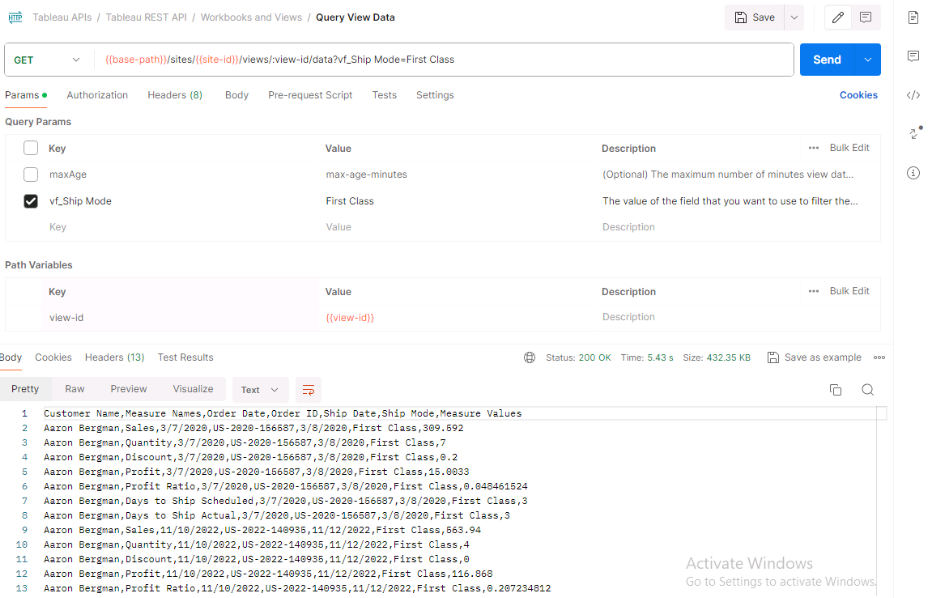 HTTP Tableau APIs / Tableau REST API / Workbooks and Views / Query View Data Save
GET {{base-path}}/sites/{{site-id}}/views/:view-id/data?vf_Ship Mode=First Class Send
Params Authorization Headers (8) Body Pre-request Script Tests Settings Cookies
Query Params
Key Value Description ••• Bulk Edit
maxAge max-age-minutes (Optional) The maximum number of minutes view dat...
vf_Ship Mode First Class The value of the field that you want to use to filter the...
Key Value Description
Path Variables
Key Value Description ••• Bulk Edit
view-id {{view-id}} Description
Body Cookies Headers (13) Test Results Status: 200 OK Time: 5.43 s Size: 432.35 KB Save as example
Pretty Raw Preview Visualize Text
1 Customer Name,Measure Names,Order Date,Order ID,Ship Date,Ship Mode,Measure Values
2 Aaron Bergman,Sales,3/7/2020,US-2020-156587,3/8/2020,First Class,309.592
3 Aaron Bergman,Quantity,3/7/2020,US-2020-156587,3/8/2020,First Class,7
4 Aaron Bergman,Discount,3/7/2020,US-2020-156587,3/8/2020,First Class,0.2
5 Aaron Bergman,Profit,3/7/2020,US-2020-156587,3/8/2020,First Class,15.0033
6 Aaron Bergman,Profit Ratio,3/7/2020,US-2020-156587,3/8/2020,First Class,0.048461524
7 Aaron Bergman,Days to Ship Scheduled,3/7/2020,US-2020-156587,3/8/2020,First Class,3
8 Aaron Bergman,Days to Ship Actual,3/7/2020,US-2020-156587,3/8/2020,First Class,3
9 Aaron Bergman,Sales,11/10/2022,US-2022-140935,11/12/2022,First Class,563.94
10 Aaron Bergman,Quantity,11/10/2022,US-2022-140935,11/12/2022,First Class,4
11 Aaron Bergman,Discount,11/10/2022,US-2022-140935,11/12/2022,First Class,0
12 Aaron Bergman,Profit,11/10/2022,US-2022-140935,11/12/2022,First Class,116.868
13 Aaron Bergman,Profit Ratio,11/10/2022,US-2022-140935,11/12/2022,First Class,0.207234812
Activate Windows
Go to Settings to activate Windows.